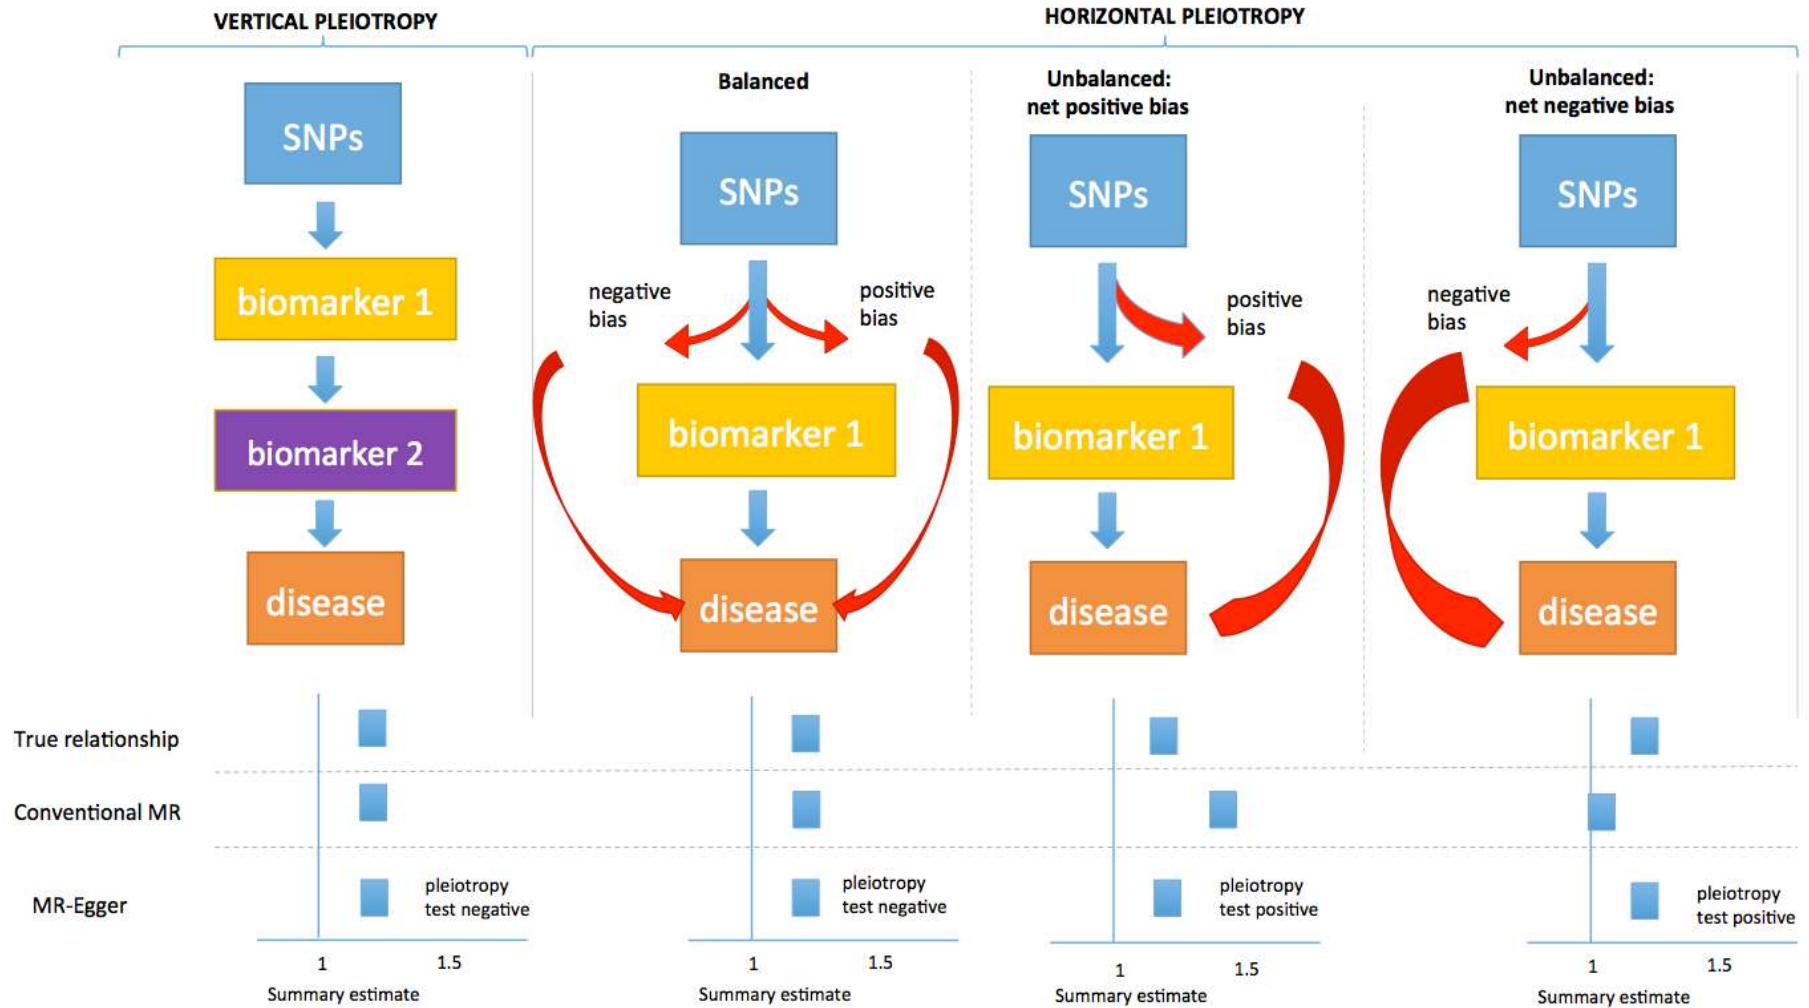 VERTICAL PLEIOTROPY
HORIZONTAL PLEIOTROPY
SNPs
biomarker 1
biomarker 2
disease
Balanced
SNPs
negative
bias
positive
bias
biomarker 1
disease
Unbalanced:
net positive bias
SNPs
positive
bias
biomarker 1
disease
Unbalanced:
net negative bias
SNPs
negative
bias
biomarker 1
disease
True relationship
Conventional MR
MR-Egger
pleiotropy
test negative
pleiotropy
test negative
pleiotropy
test positive
pleiotropy
test positive
1 1.5
Summary estimate
1 1.5
Summary estimate
1 1.5
Summary estimate
1 1.5
Summary estimate